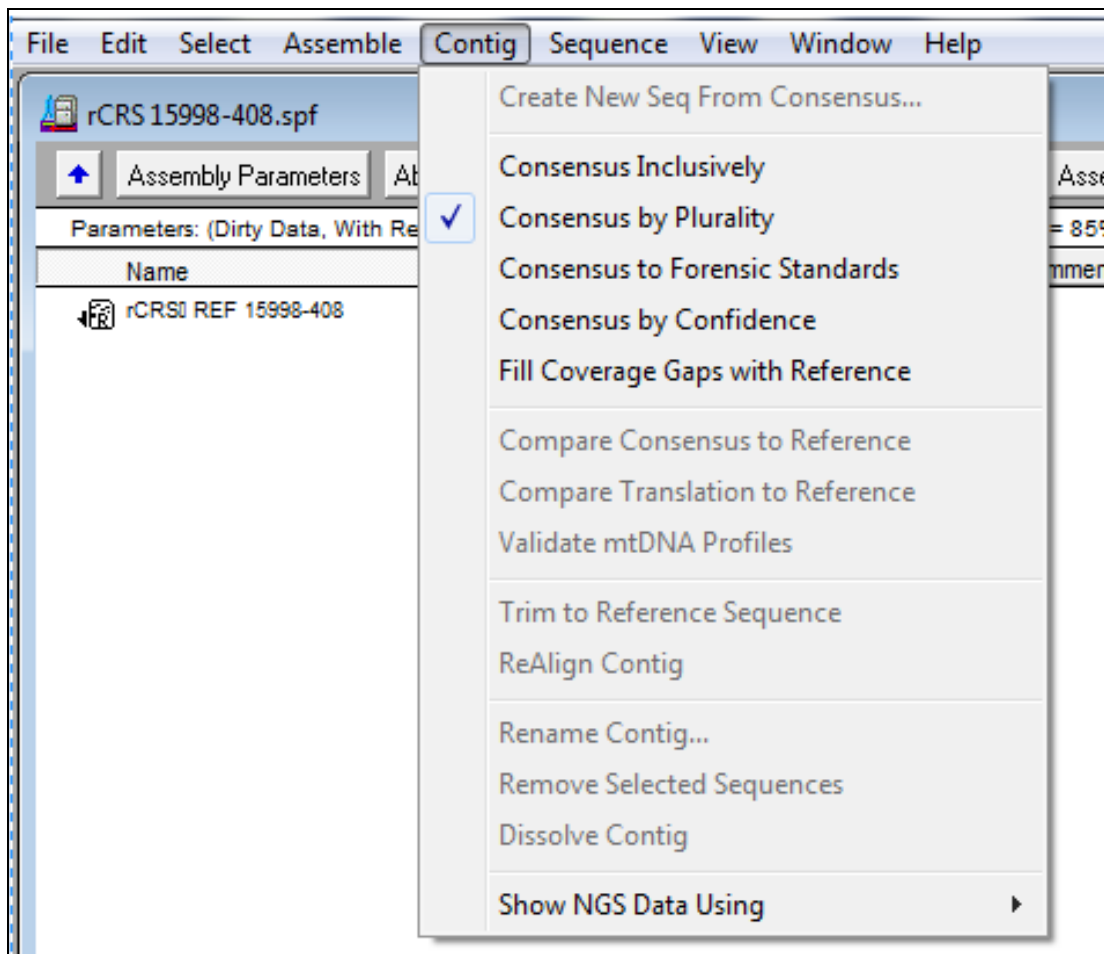 File Edit Select Assemble Contig Sequence View Window Help
rCRS 15998-408.spf
Assembly Parameters
Parameters: (Dirty Data, With
= 85%
Name
rCRS REF 15998-408
Create New Seq From Consensus...
Consensus Inclusively
✓ Consensus by Plurality
Consensus to Forensic Standards
Consensus by Confidence
Fill Coverage Gaps with Reference
Compare Consensus to Reference
Compare Translation to Reference
Validate mtDNA Profiles
Trim to Reference Sequence
ReAlign Contig
Rename Contig...
Remove Selected Sequences
Dissolve Contig
Show NGS Data Using